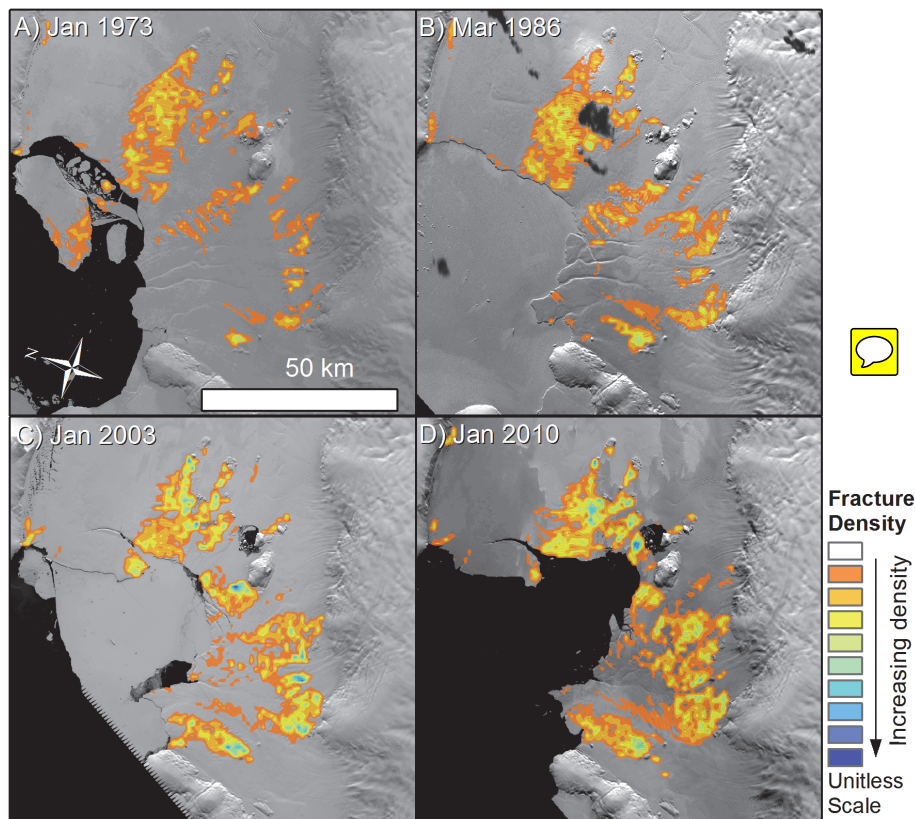 A) Jan 1973
B) Mar 1986
N
50 km
C) Jan 2003
D) Jan 2010
Fracture
Density
Increasing density
Unitless
Scale